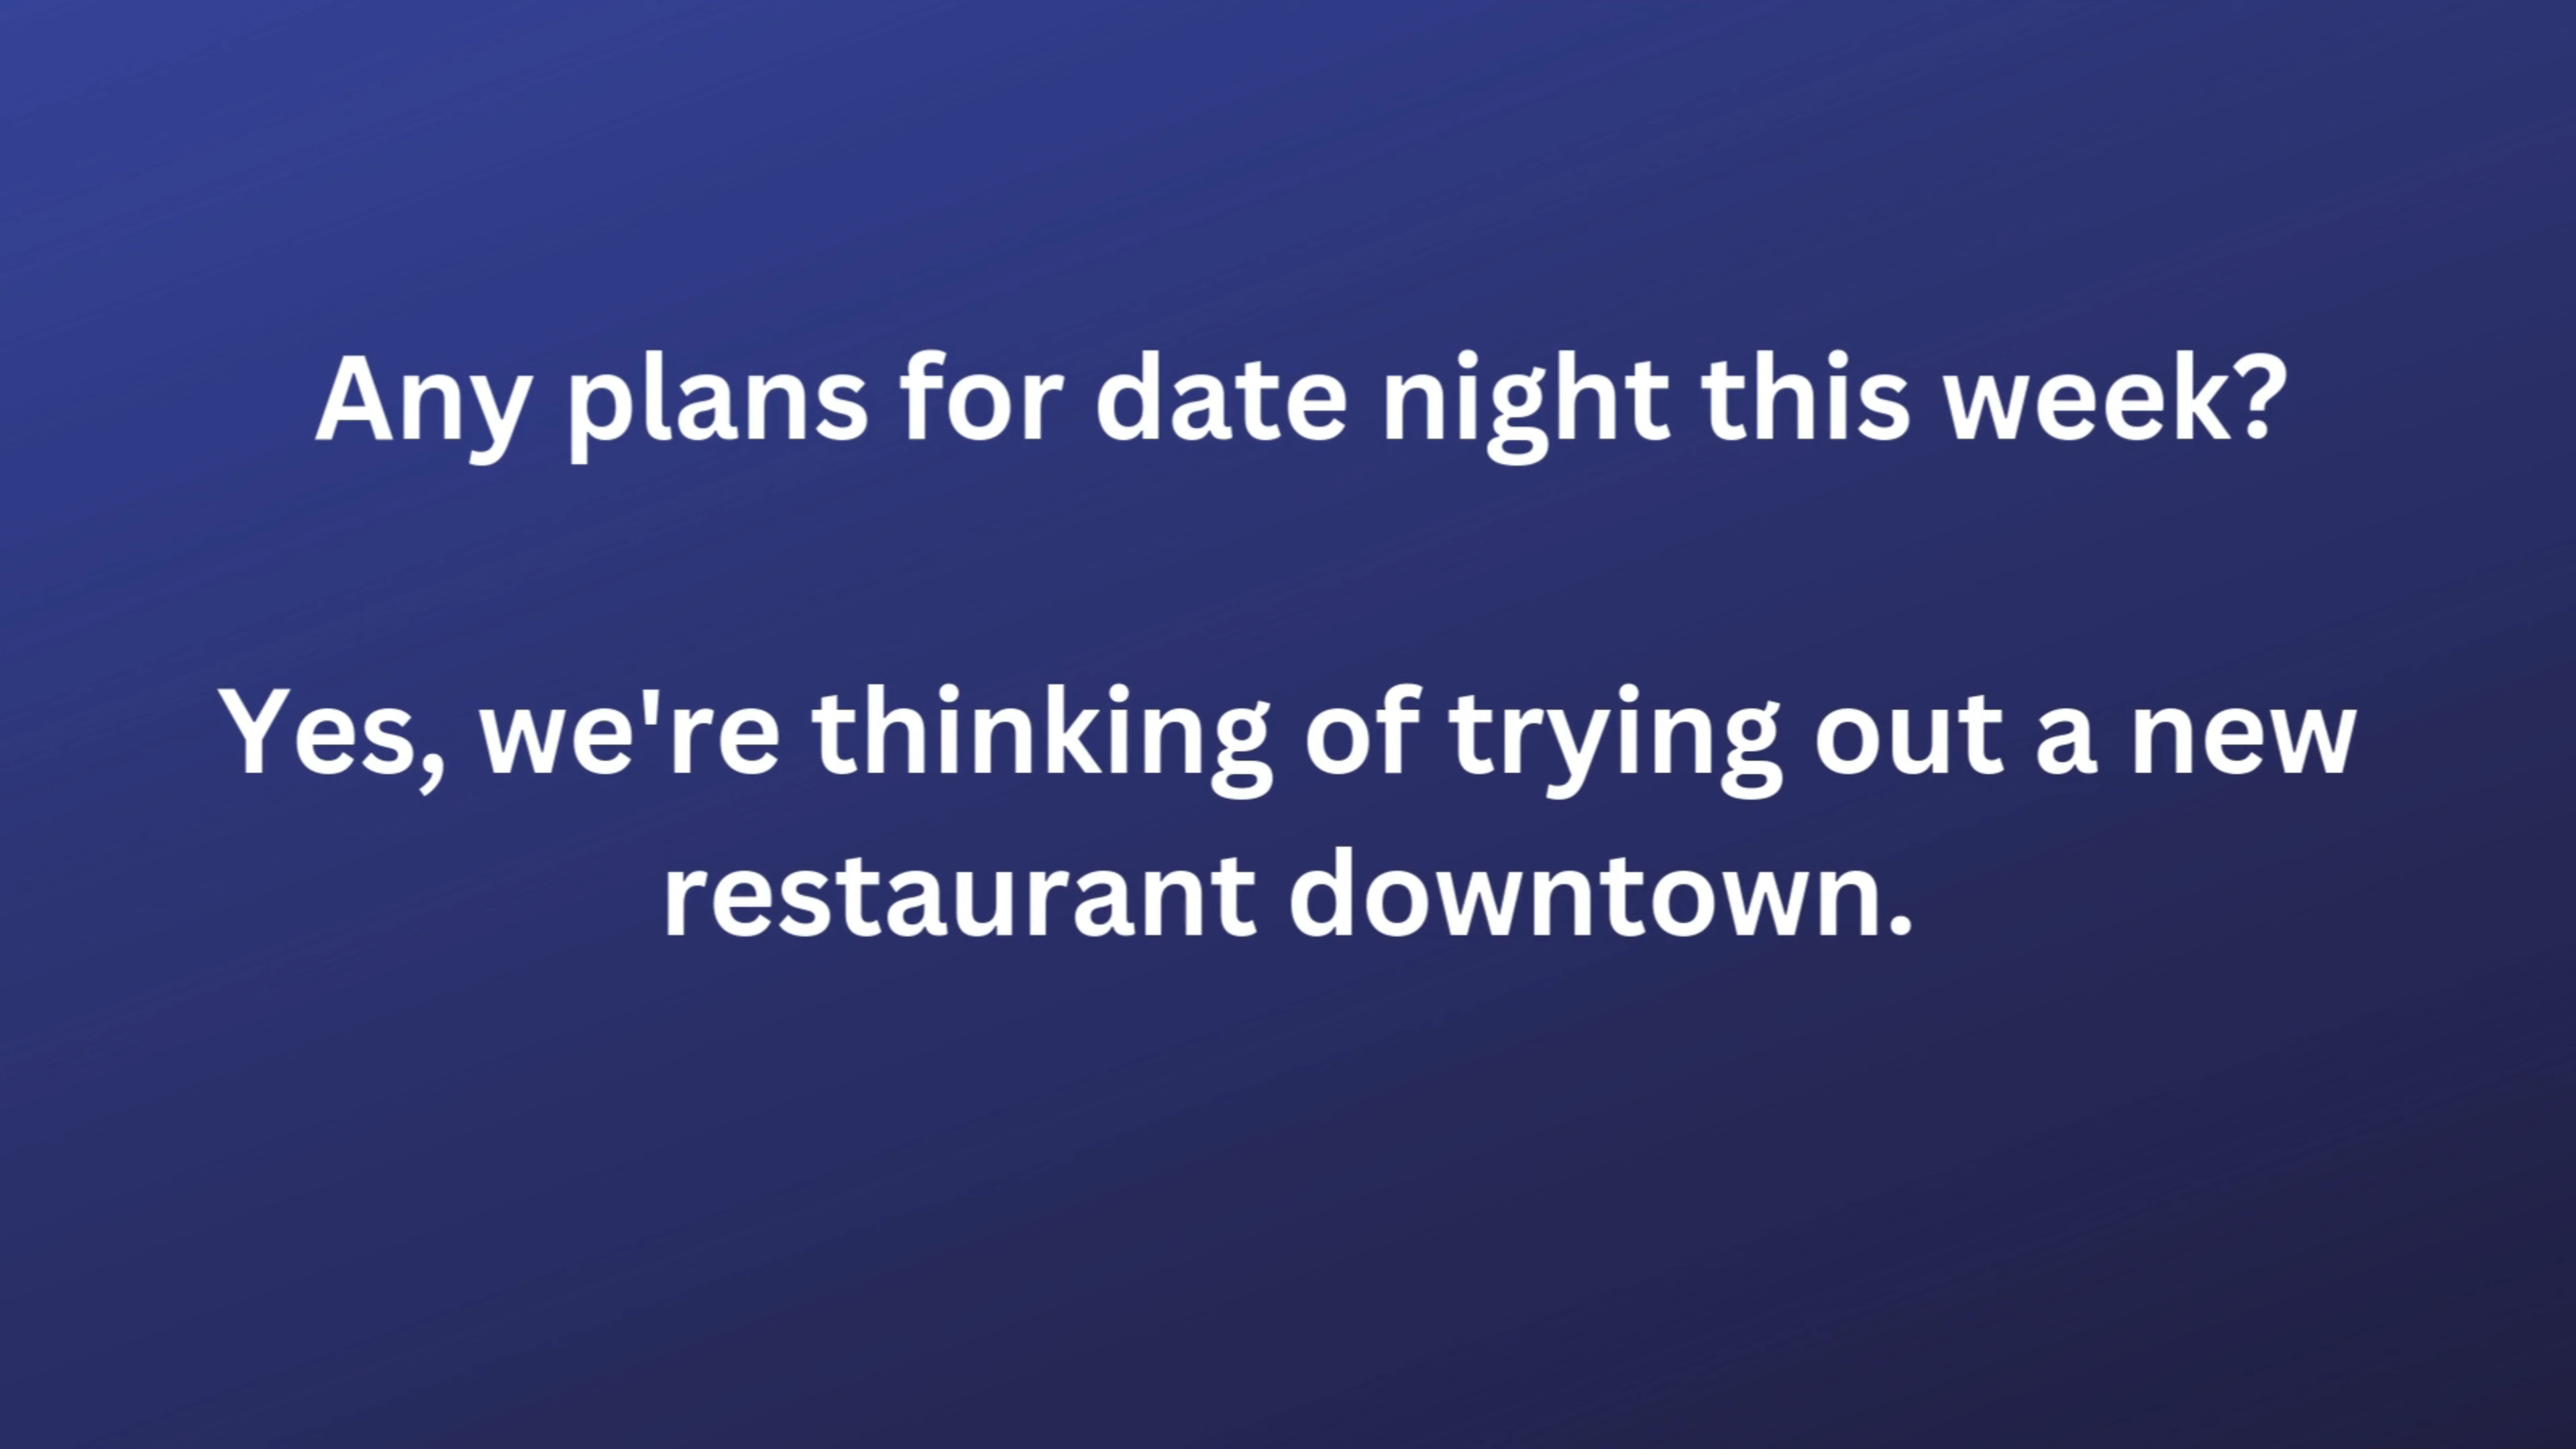 Any plans for date night this week?
Yes, we're thinking of trying out a new
restaurant downtown.